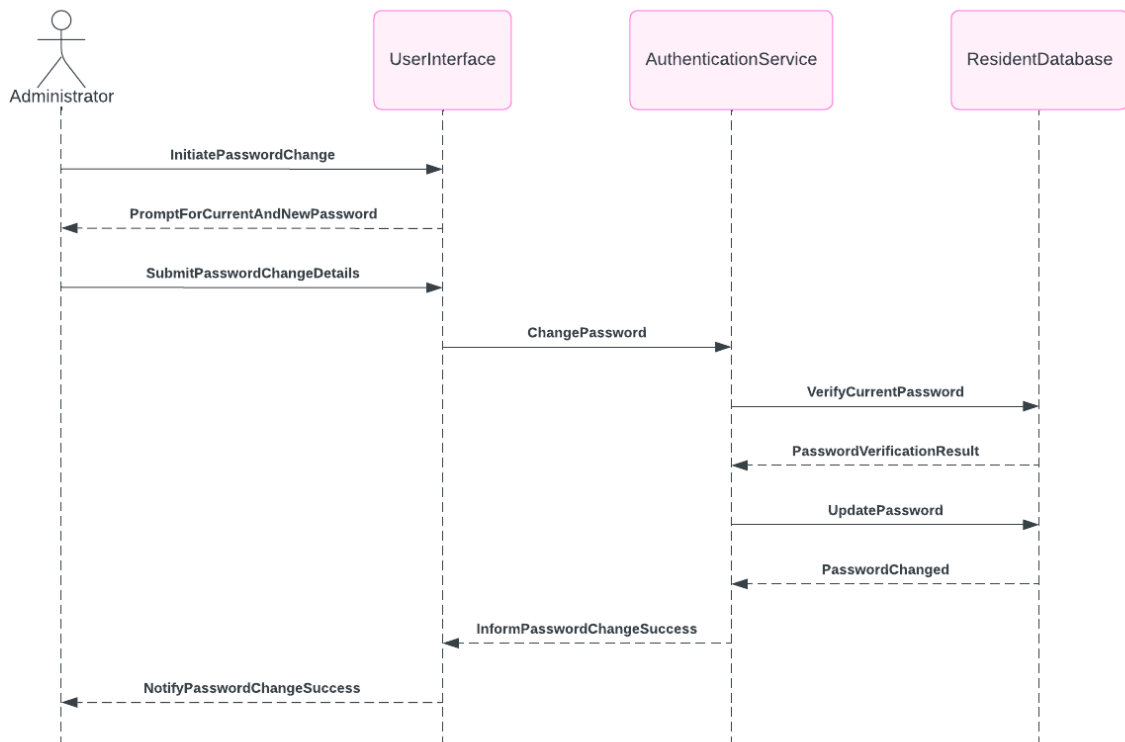 Administrator
UserInterface
AuthenticationService
ResidentDatabase
InitiatePasswordChange
PromptForCurrentAndNewPassword
SubmitPasswordChangeDetails
ChangePassword
VerifyCurrentPassword
PasswordVerificationResult
UpdatePassword
PasswordChanged
InformPasswordChangeSuccess
NotifyPasswordChangeSuccess